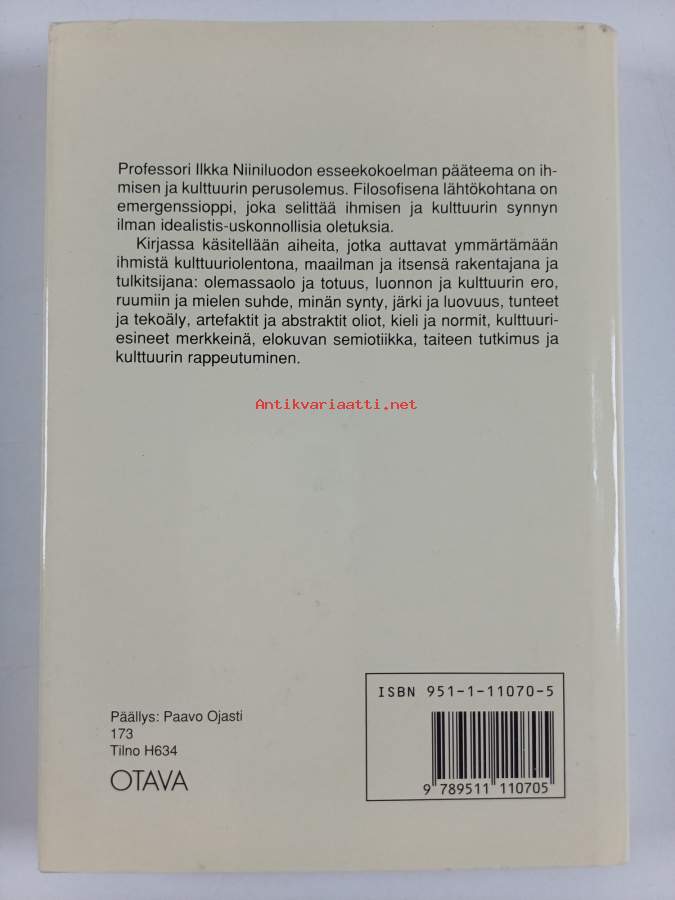 Professori Ilkka Niiniluodon esseekokoelman pääteema on ih-
misen ja kulttuurin perusolemus. Filosofisena lähtökohtana on
emergenssioppi, joka selittää ihmisen ja kulttuurin synnyn
ilman idealistis-uskonnollisia oletuksia.
Kirjassa käsitellään aiheita, jotka auttavat ymmärtämään
ihmistä kulttuuriolentona, maailman ja itsensä rakentajana ja
tulkitsijana: olemassaolo ja totuus, luonnon ja kulttuurin ero,
ruumiin ja mielen suhde, minän synty, järki ja luovuus, tunteet
ja tekoäly, artefaktit ja abstraktit oliot, kieli ja normit, kulttuuri-
esineet merkkeinä, elokuvan semiotiikka, taiteen tutkimus ja
kulttuurin rappeutuminen.
Antikvariaatti.net
ISBN 951-1-11070-5
Päällys: Paavo Ojasti
173
Tilno H634
OTAVA
9 789511 110705